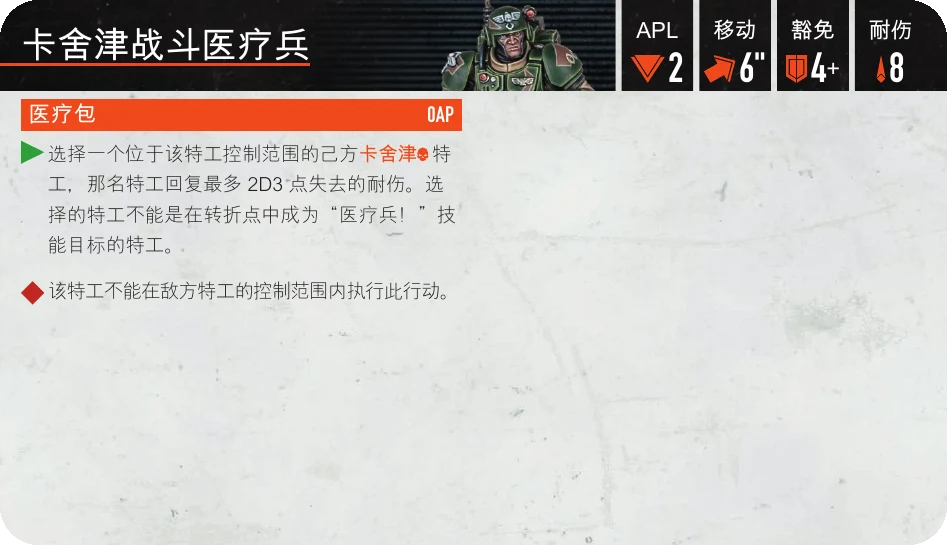 卡舍津战斗医疗兵
APL 移动 豁免 耐伤
2 6" 4+ 8
医疗包 0AP
选择一个位于该特工控制范围的己方卡舍津特
工，那名特工回复最多 2D3 点失去的耐伤。选
择的特工不能是在转折点中成为“医疗兵！”技
能目标的特工。
该特工不能在敌方特工的控制范围内执行此行动。